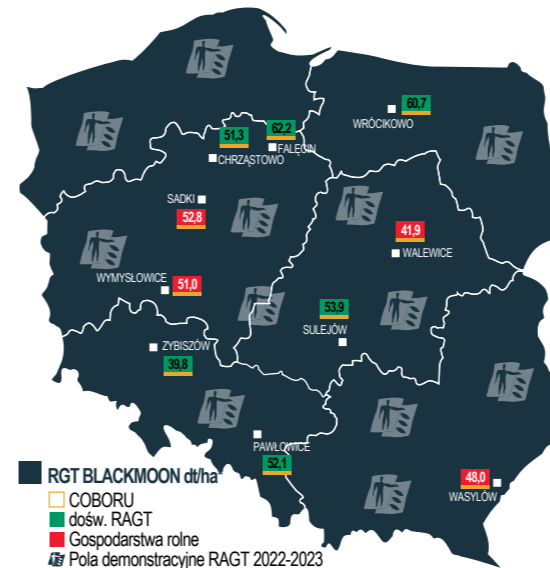 60,7
WRÓCIKOWO
62,2
51,3
FALĘCIN
CHRZĄSTOWO
SADKI
52,8
41,9
WALEWICE
WYMYSŁOWICE
51,0
53,9
SULEJÓW
ZYBISZÓW
39,8
PAWŁOWICE
52,1
48,0
WASYLÓW
RGT BLACKMOON dt/ha*
COBORU
dośw. RAGT
Gospodarstwa rolne
Pola demonstracyjne RAGT 2022-2023